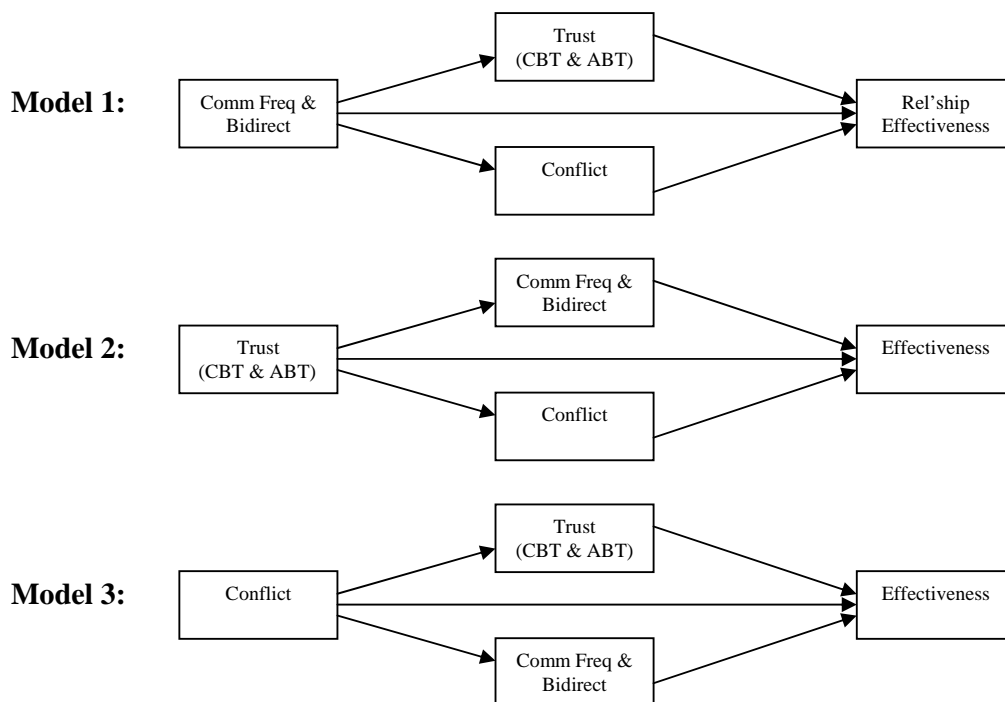 Model 1:
Comm Freq &
Bidirect
Trust
(CBT & ABT)
Conflict
Rel’ship
Effectiveness
Model 2:
Trust
(CBT & ABT)
Comm Freq &
Bidirect
Conflict
Effectiveness
Model 3:
Conflict
Trust
(CBT & ABT)
Comm Freq &
Bidirect
Effectiveness